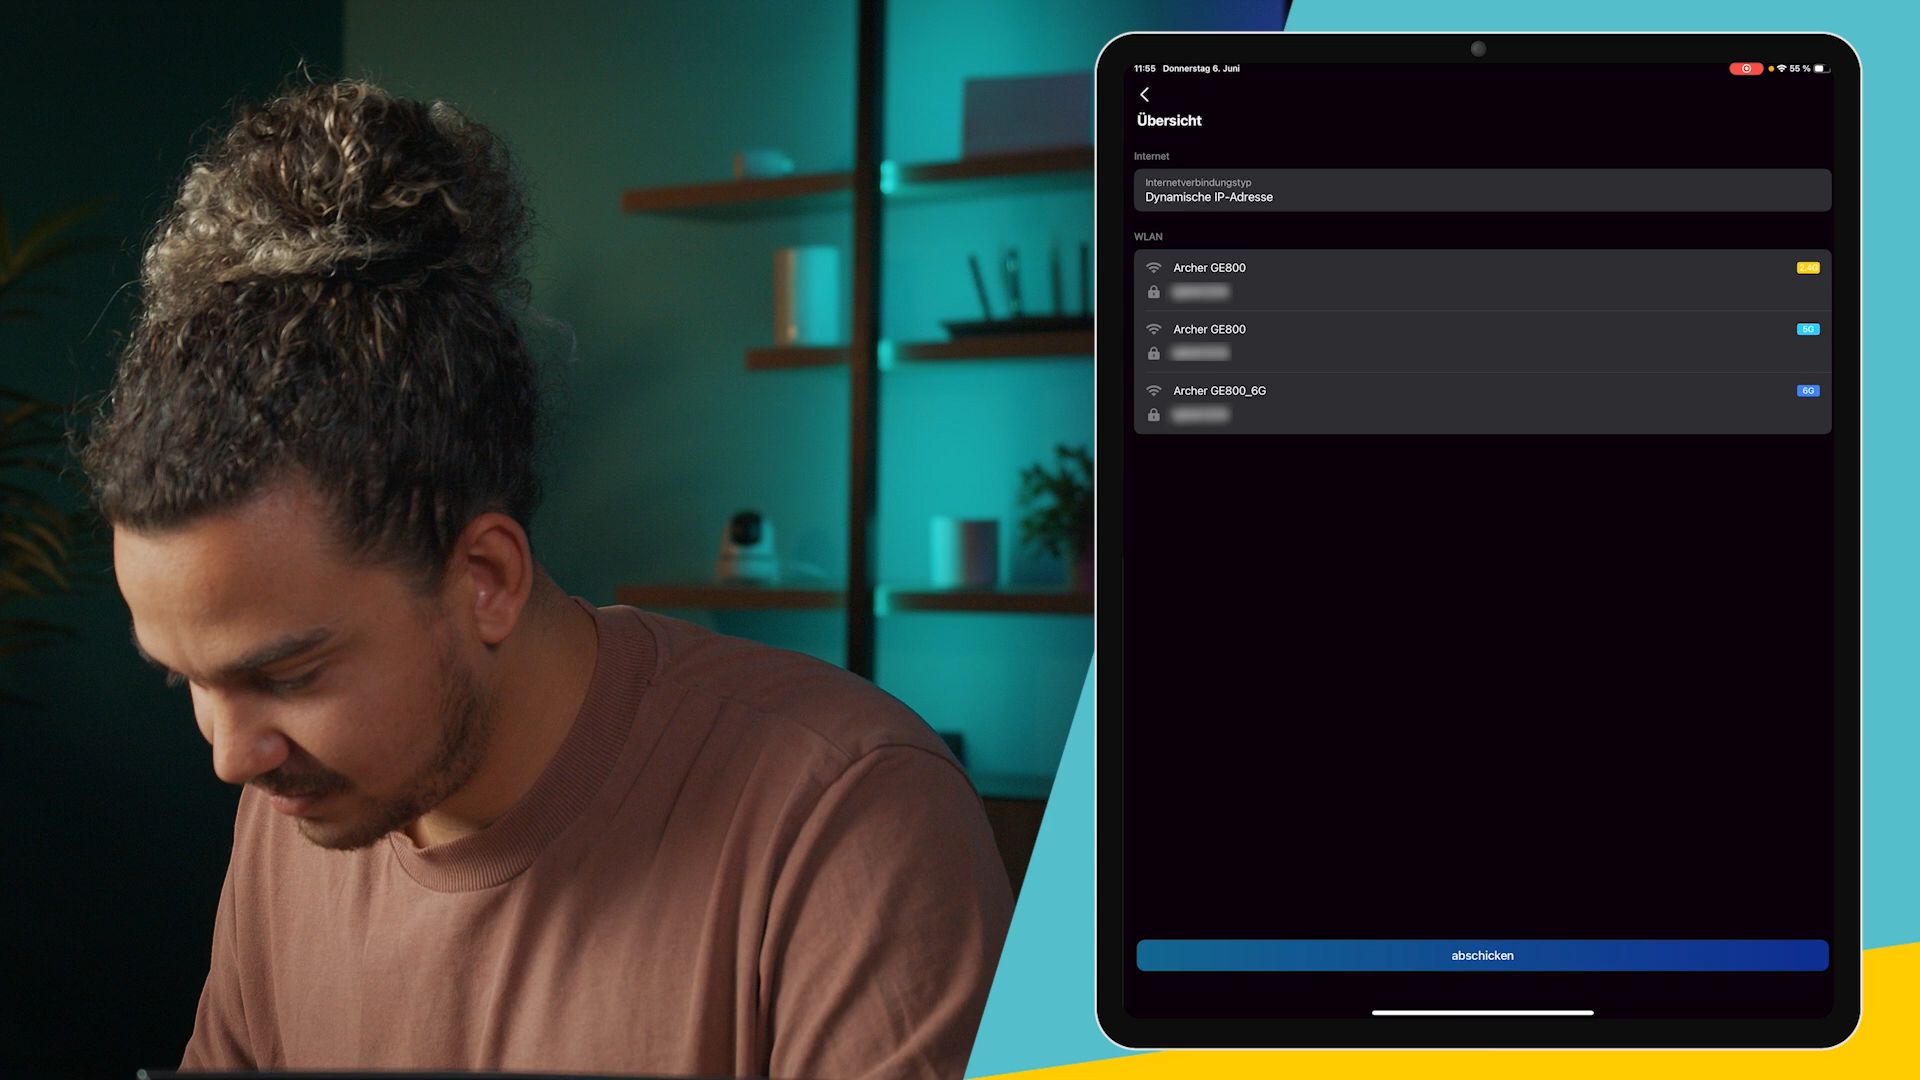 11:55 Donnerstag 6. Juni
55 %
Übersicht
Internet
Internetverbindungstyp
Dynamische IP-Adresse
WLAN
Archer GE800
2.4G
Archer GE800
5G
Archer GE800_6G
6G
abschicken